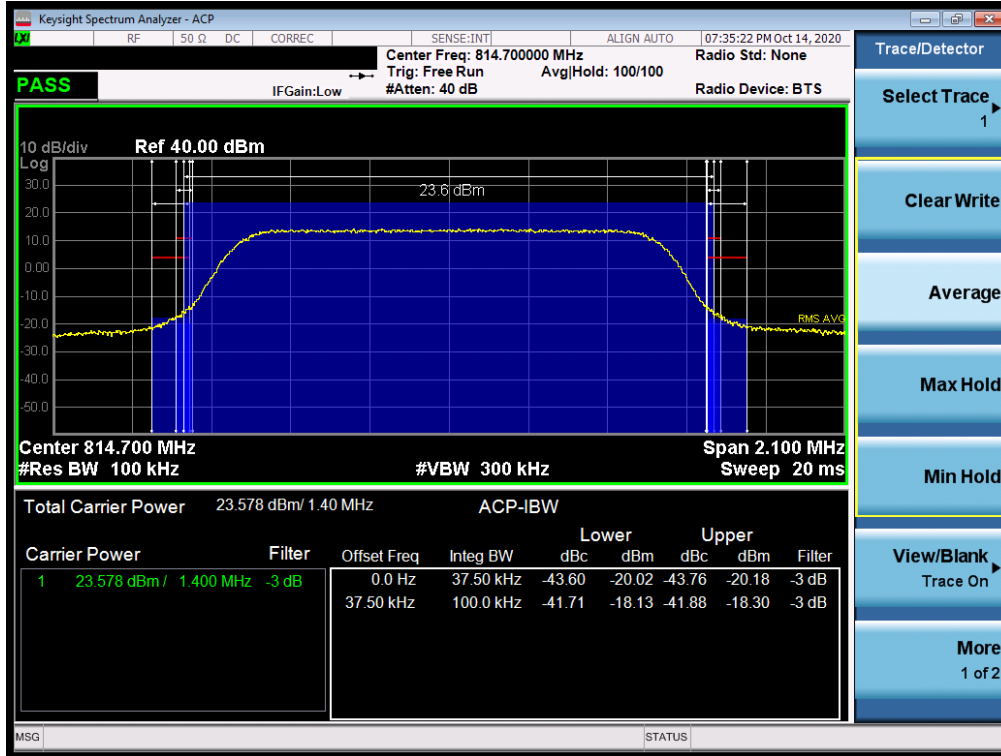 Keysight Spectrum Analyzer - ACP
LXI RF 50 Ω DC CORREC SENSE:INT ALIGN AUTO 07:35:22 PM Oct 14, 2020
Center Freq: 814.700000 MHz Radio Std: None
Trig: Free Run Avg|Hold: 100/100
PASS IFGain:Low #Atten: 40 dB Radio Device: BTS
10 dB/div Ref 40.00 dBm
Log
30.0
23.6 dBm
20.0
10.0
0.00
-10.0
-20.0
RMS AVG
-30.0
-40.0
-50.0
Center 814.700 MHz Span 2.100 MHz
#Res BW 100 kHz #VBW 300 kHz Sweep 20 ms
Total Carrier Power 23.578 dBm/ 1.40 MHz ACP-IBW
Lower Upper
Carrier Power Filter Offset Freq Integ BW dBc dBm dBc dBm Filter
1 23.578 dBm / 1.400 MHz -3 dB 0.0 Hz 37.50 kHz -43.60 -20.02 -43.76 -20.18 -3 dB
37.50 kHz 100.0 kHz -41.71 -18.13 -41.88 -18.30 -3 dB
MSG STATUS
Trace/Detector
Select Trace
1
Clear Write
Average
Max Hold
Min Hold
View/Blank
Trace On
More
1 of 2